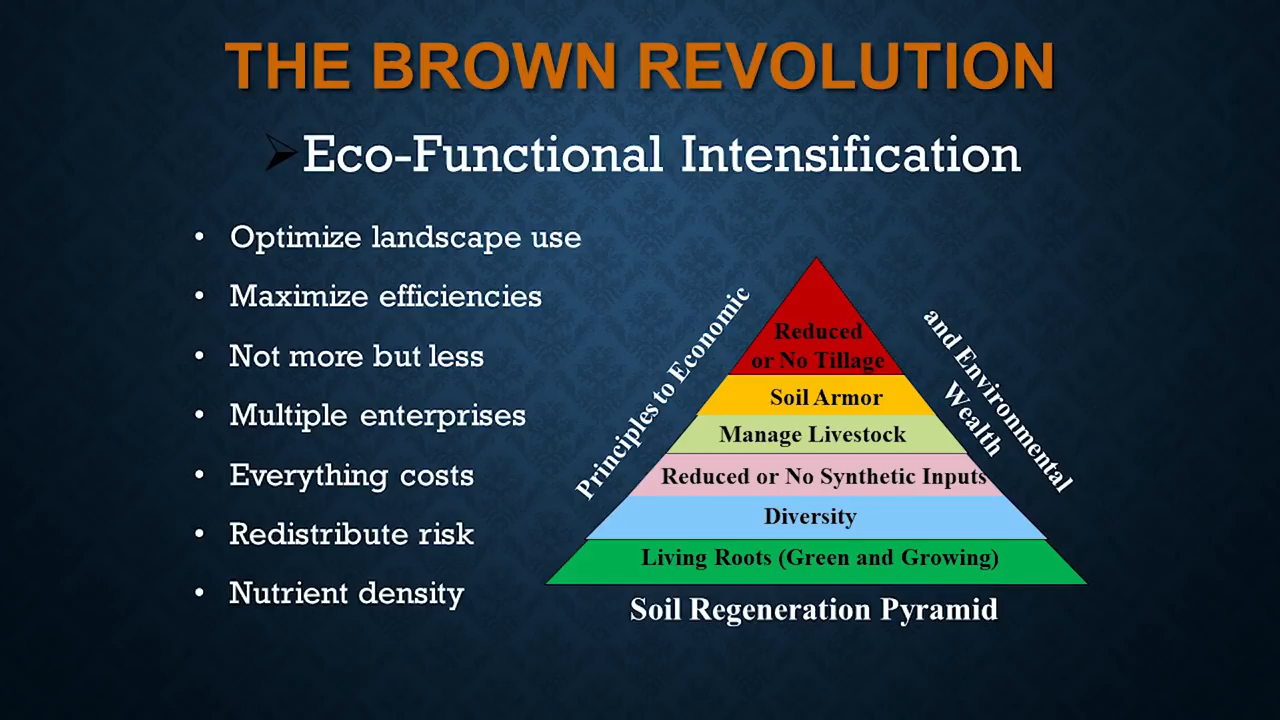 THE BROWN REVOLUTION
Eco-Functional Intensification
• Optimize landscape use
• Maximize efficiencies
• Not more but less
• Multiple enterprises
• Everything costs
• Redistribute risk
• Nutrient density
Principles to Economic
and Environmental
Wealth
Reduced
or No Tillage
Soil Armor
Manage Livestock
Reduced or No Synthetic Inputs
Diversity
Living Roots (Green and Growing)
Soil Regeneration Pyramid